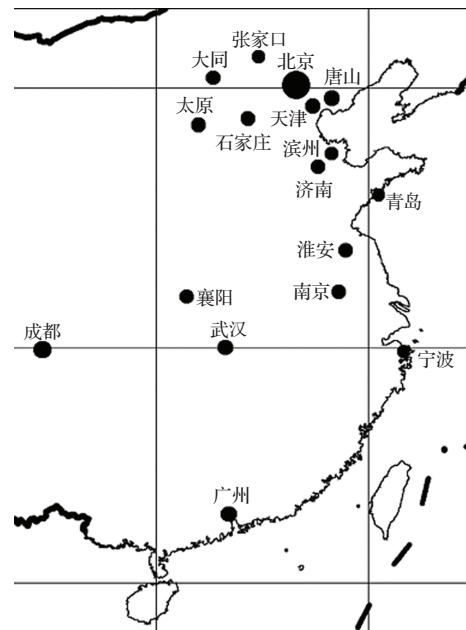 张家口
大同
北京
唐山
太原
天津
石家庄
滨州
济南
青岛
淮安
南京
襄阳
成都
武汉
宁波
广州